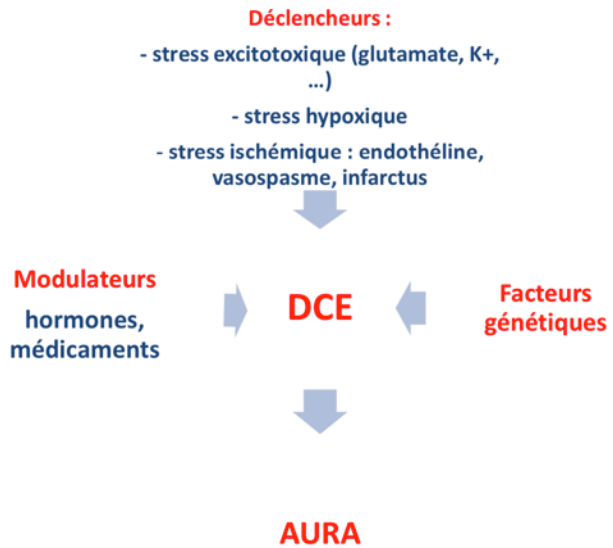 Déclencheurs :
- stress excitotoxique (glutamate, K+,
...)
- stress hypoxique
- stress ischémique : endothéline,
vasospasme, infarctus
Modulateurs
hormones,
médicaments
DCE
Facteurs
génétiques
AURA